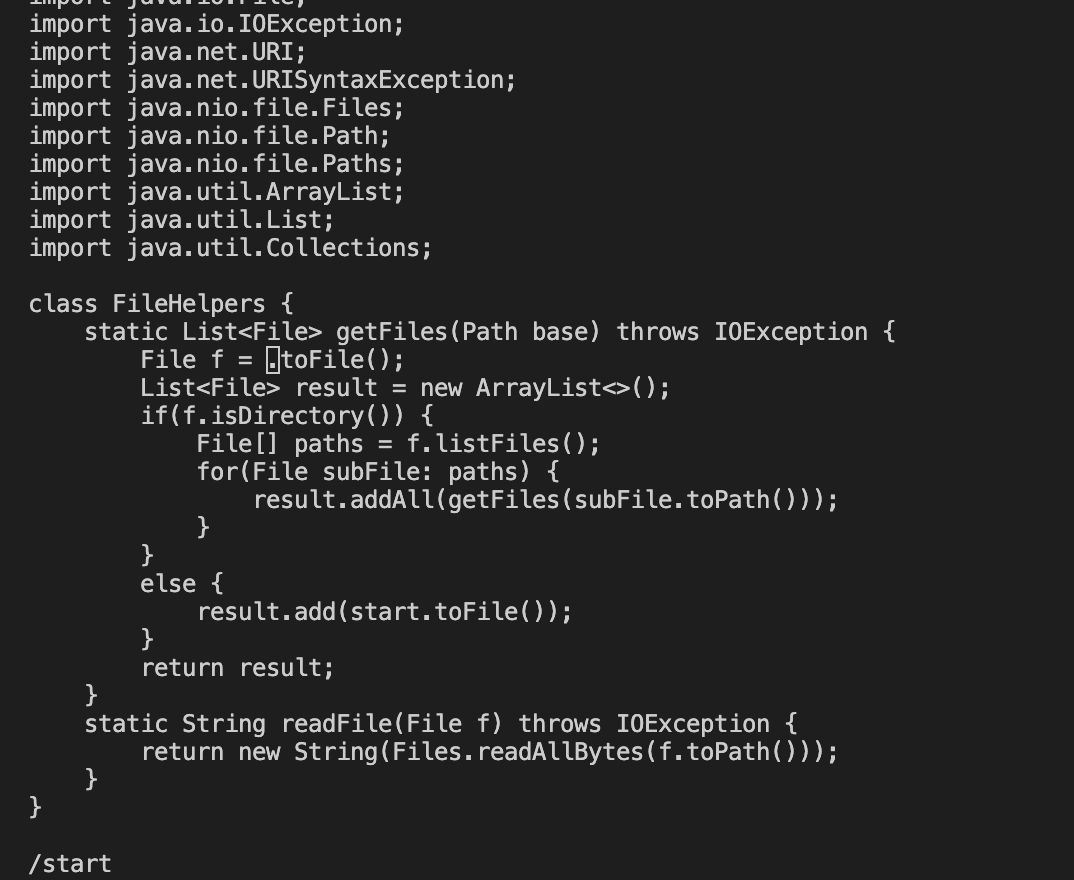 import java.io.File;
import java.io.IOException;
import java.net.URI;
import java.net.URISyntaxException;
import java.nio.file.Files;
import java.nio.file.Path;
import java.nio.file.Paths;
import java.util.ArrayList;
import java.util.List;
import java.util.Collections;

class FileHelpers {
    static List<File> getFiles(Path base) throws IOException {
        File f = .toFile();
        List<File> result = new ArrayList<>();
        if(f.isDirectory()) {
            File[] paths = f.listFiles();
            for(File subFile: paths) {
                result.addAll(getFiles(subFile.toPath()));
            }
        }
        else {
            result.add(start.toFile());
        }
        return result;
    }
    static String readFile(File f) throws IOException {
        return new String(Files.readAllBytes(f.toPath()));
    }
}

/start